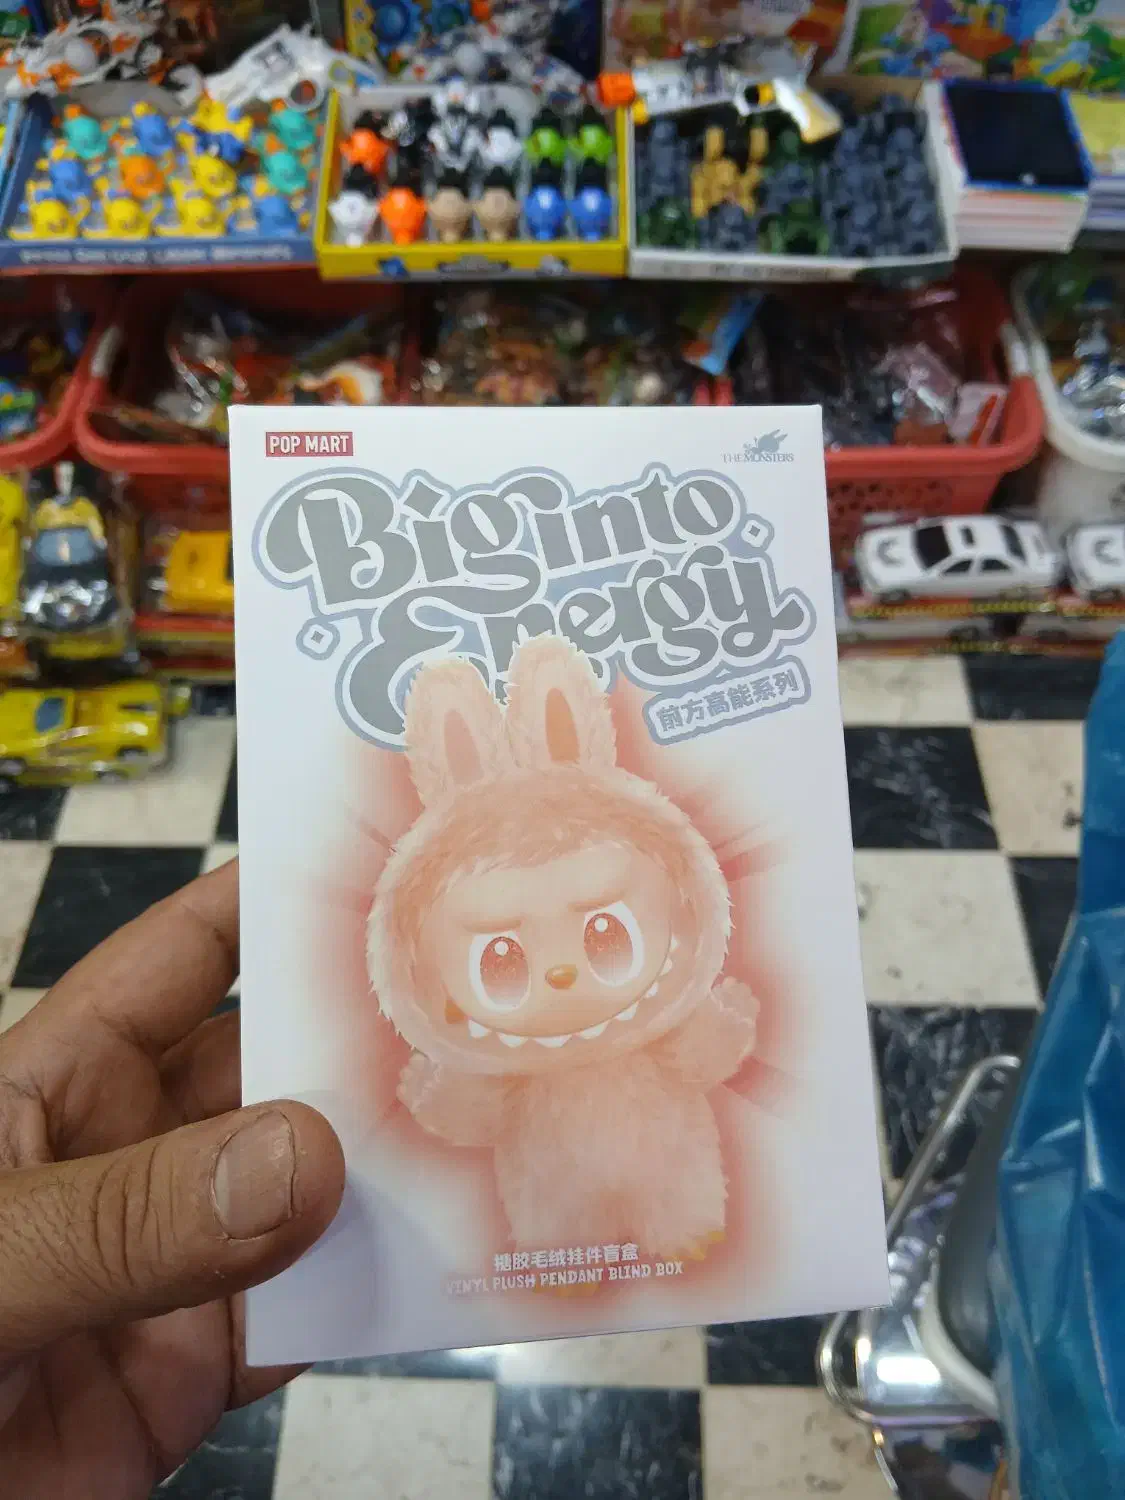 POP MART
THE MONSTERS
Big into
Energy
前方高能系列
搪胶毛绒挂件盲盒
VINYL PLUSH PENDANT BLIND BOX